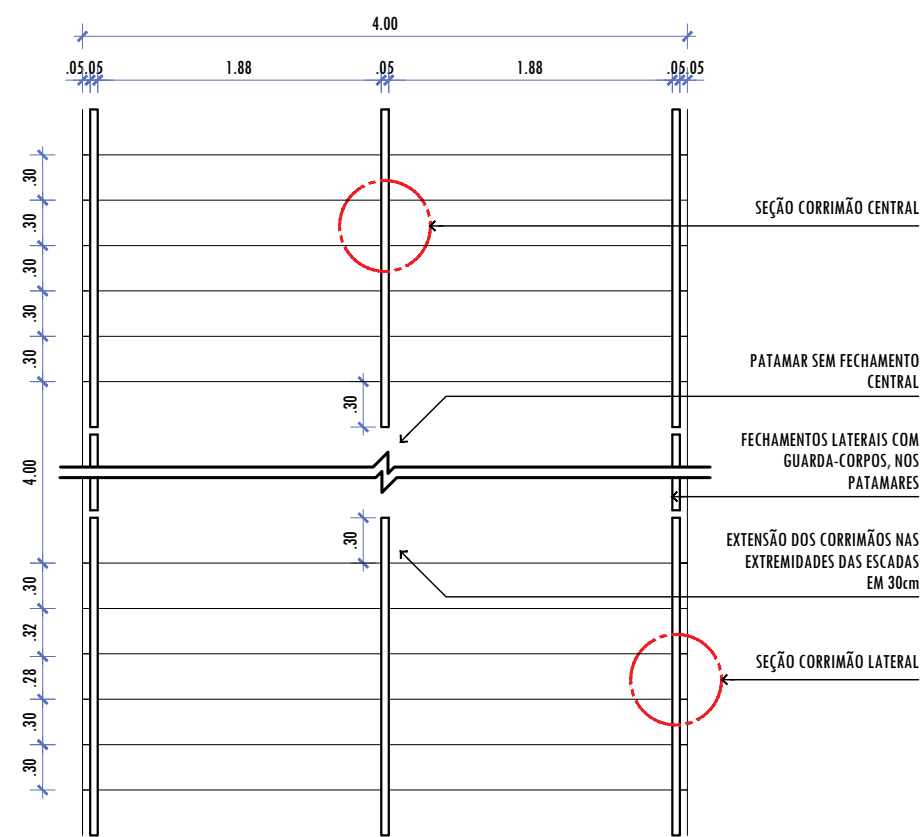 4.00
.05 .05 1.88 .05 1.88 .05 .05
.30
.30
.30
.30
.30
.30
4.00
.30
.30
.32
.28
.30
.30
SEÇÃO CORRIMÃO CENTRAL
PATAMAR SEM FECHAMENTO
CENTRAL
FECHAMENTOS LATERAIS COM
GUARDA-CORPOS, NOS
PATAMARES
EXTENSÃO DOS CORRIMÃOS NAS
EXTREMIDADES DAS ESCADAS
EM 30cm
SEÇÃO CORRIMÃO LATERAL